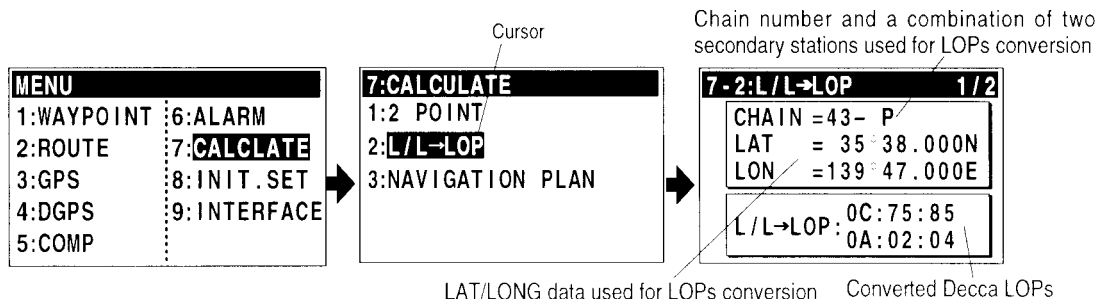 Chain number and a combination of two
secondary stations used for LOPs conversion
Cursor
MENU
1:WAYPOINT 6:ALARM
2:ROUTE 7:CALCLATE
3:GPS 8:INIT.SET
4:DGPS 9:INTERFACE
5:COMP
7:CALCULATE
1:2 POINT
2:L/L→LOP
3:NAVIGATION PLAN
7-2:L/L→LOP 1/2
CHAIN =43- P
LAT = 35°38.000N
LON =139°47.000E
L/L→LOP: 0C:75:85
0A:02:04
LAT/LONG data used for LOPs conversion
Converted Decca LOPs